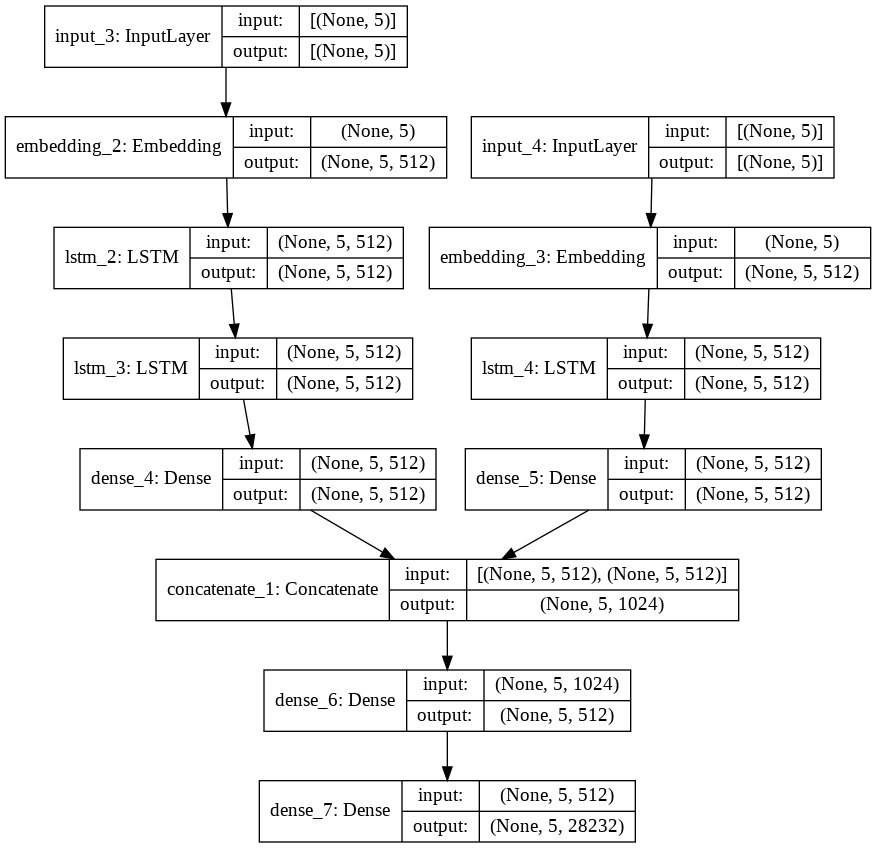 input_3: InputLayer
input: [(None, 5)]
output: [(None, 5)]
embedding_2: Embedding
input: (None, 5)
output: (None, 5, 512)
input_4: InputLayer
input: [(None, 5)]
output: [(None, 5)]
lstm_2: LSTM
input: (None, 5, 512)
output: (None, 5, 512)
embedding_3: Embedding
input: (None, 5)
output: (None, 5, 512)
lstm_3: LSTM
input: (None, 5, 512)
output: (None, 5, 512)
lstm_4: LSTM
input: (None, 5, 512)
output: (None, 5, 512)
dense_4: Dense
input: (None, 5, 512)
output: (None, 5, 512)
dense_5: Dense
input: (None, 5, 512)
output: (None, 5, 512)
concatenate_1: Concatenate
input: [(None, 5, 512), (None, 5, 512)]
output: (None, 5, 1024)
dense_6: Dense
input: (None, 5, 1024)
output: (None, 5, 512)
dense_7: Dense
input: (None, 5, 512)
output: (None, 5, 28232)